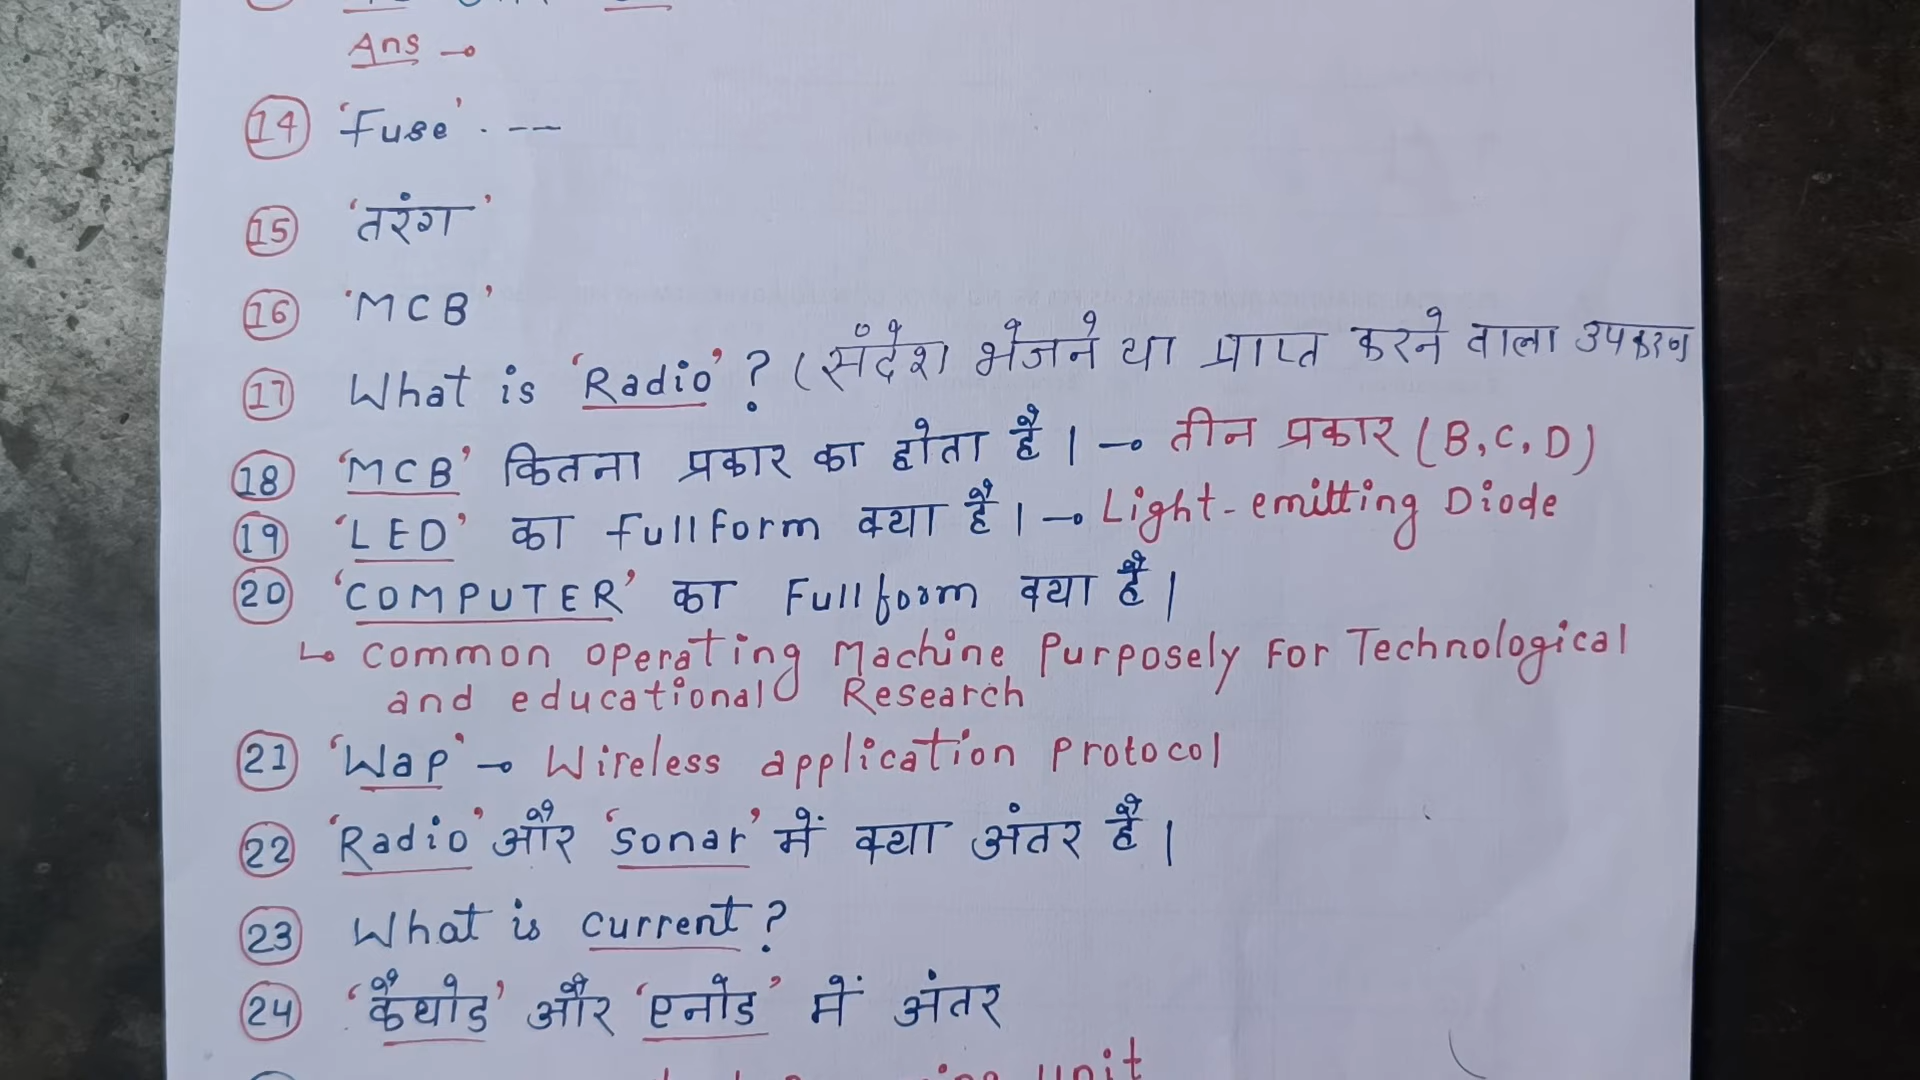 Ans →
14 'Fuse' . --
15 'तरंग'
16 'MCB'
17 What is 'Radio' ? (संदेश भेजने या प्राप्त करने वाला उपकरण
18 'MCB' कितना प्रकार का होता है । → तीन प्रकार (B, C, D)
19 'LED' का fullform क्या है । → Light-emitting Diode
20 'COMPUTER' का Fullform क्या है ।
↳ common operating Machine Purposely For Technological
and educational Research
21 'Wap' → Wireless application Protocol
22 'Radio' और 'sonar' में क्या अंतर है ।
23 What is current ?
24 'कैथोड' और 'एनोड' में अंतर
unit